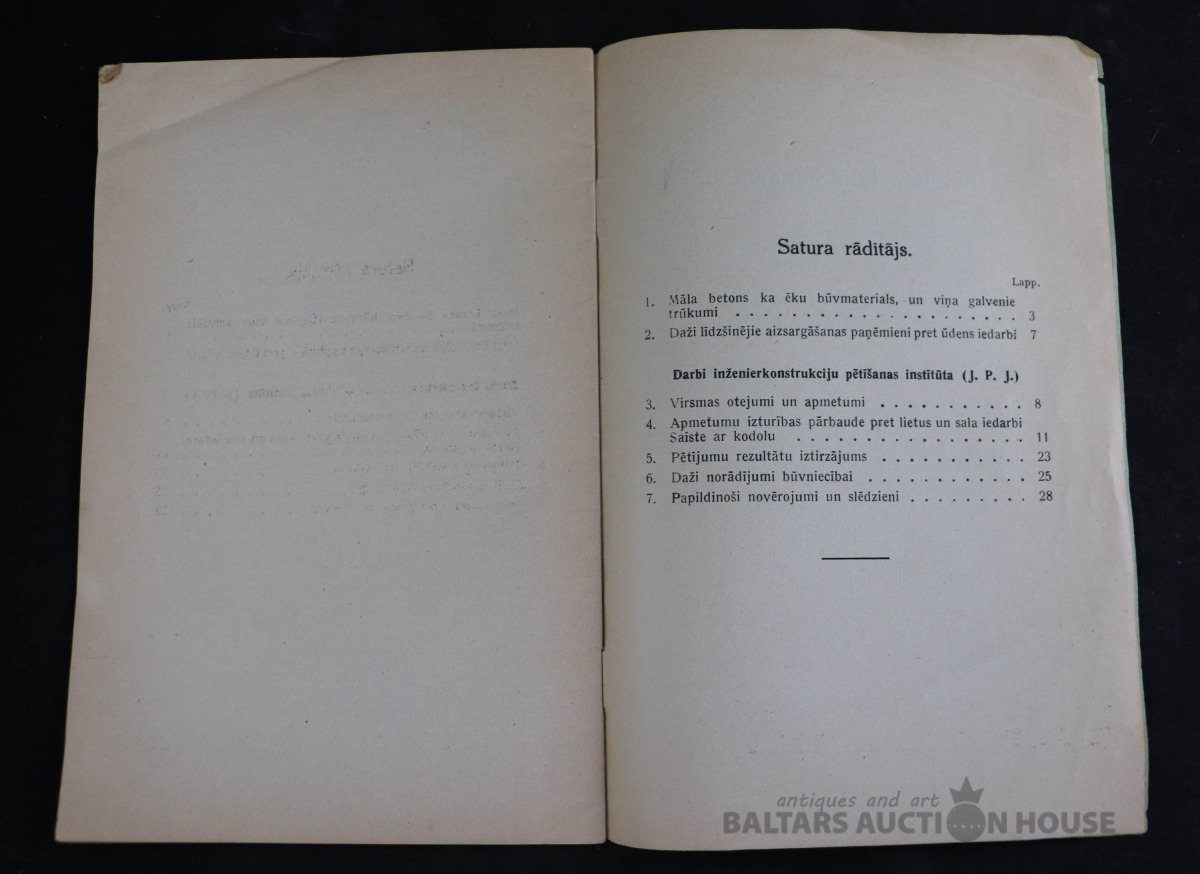 Satura rādītājs.
Lapp.
1. Māla betons ka ēku būvmaterials, un viņa galvenie
trūkumi . . . . . . . . . . . . . . . . . . . . 3
2. Daži līdzšinējie aizsargāšanas paņēmieni pret ūdens iedarbi 7
Darbi inženierkonstrukciju pētīšanas institūta (J. P. J.)
3. Virsmas otejumi un apmetumi . . . . . . . . . . . 8
4. Apmetumu izturības pārbaude pret lietus un sala iedarbi
Saiste ar kodolu . . . . . . . . . . . . . . . . . 11
5. Pētījumu rezultātu iztirzājums . . . . . . . . . . . 23
6. Daži norādījumi būvniecībai . . . . . . . . . . . . 25
7. Papildinoši novērojumi un slēdzieni . . . . . . . . . 28
antiques and art
BALTARS AUCTION HOUSE